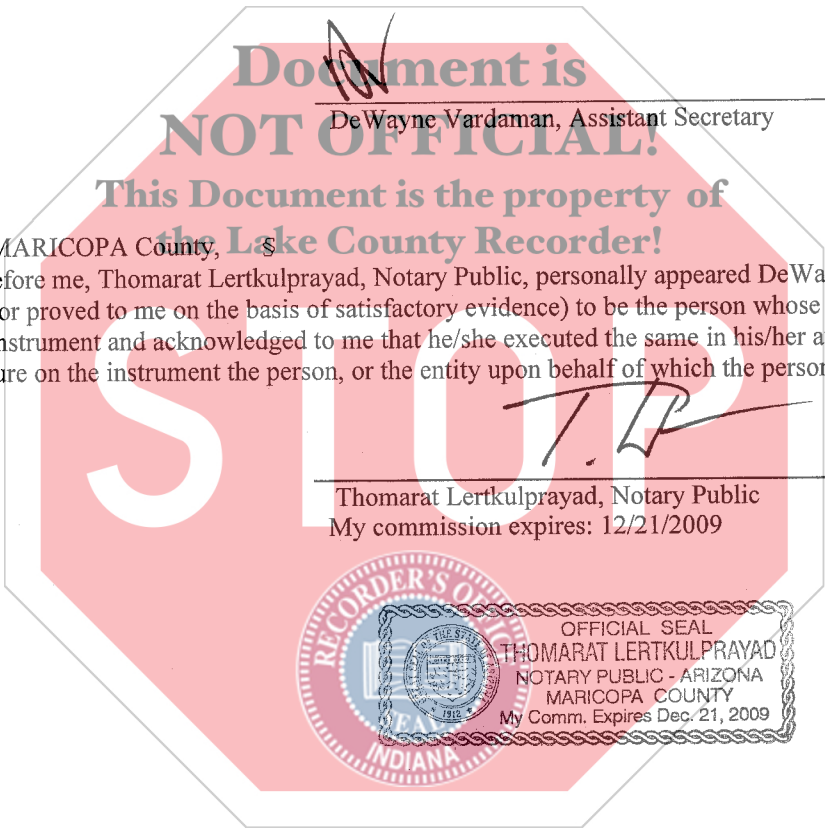 Document is
NOT OFFICIAL!
This Document is the property of
the Lake County Recorder!
DeWayne Vardaman, Assistant Secretary
MARICOPA County, §
efore me, Thomarat Lertkulprayad, Notary Public, personally appeared DeWa
or proved to me on the basis of satisfactory evidence) to be the person whose
nstrument and acknowledged to me that he/she executed the same in his/her a
ure on the instrument the person, or the entity upon behalf of which the person
STOP
Thomarat Lertkulprayad, Notary Public
My commission expires: 12/21/2009
RECORDER'S OFFICE
SEAL
INDIANA
1912
OFFICIAL SEAL
THOMARAT LERTKULPRAYAD
NOTARY PUBLIC - ARIZONA
MARICOPA COUNTY
My Comm. Expires Dec. 21, 2009